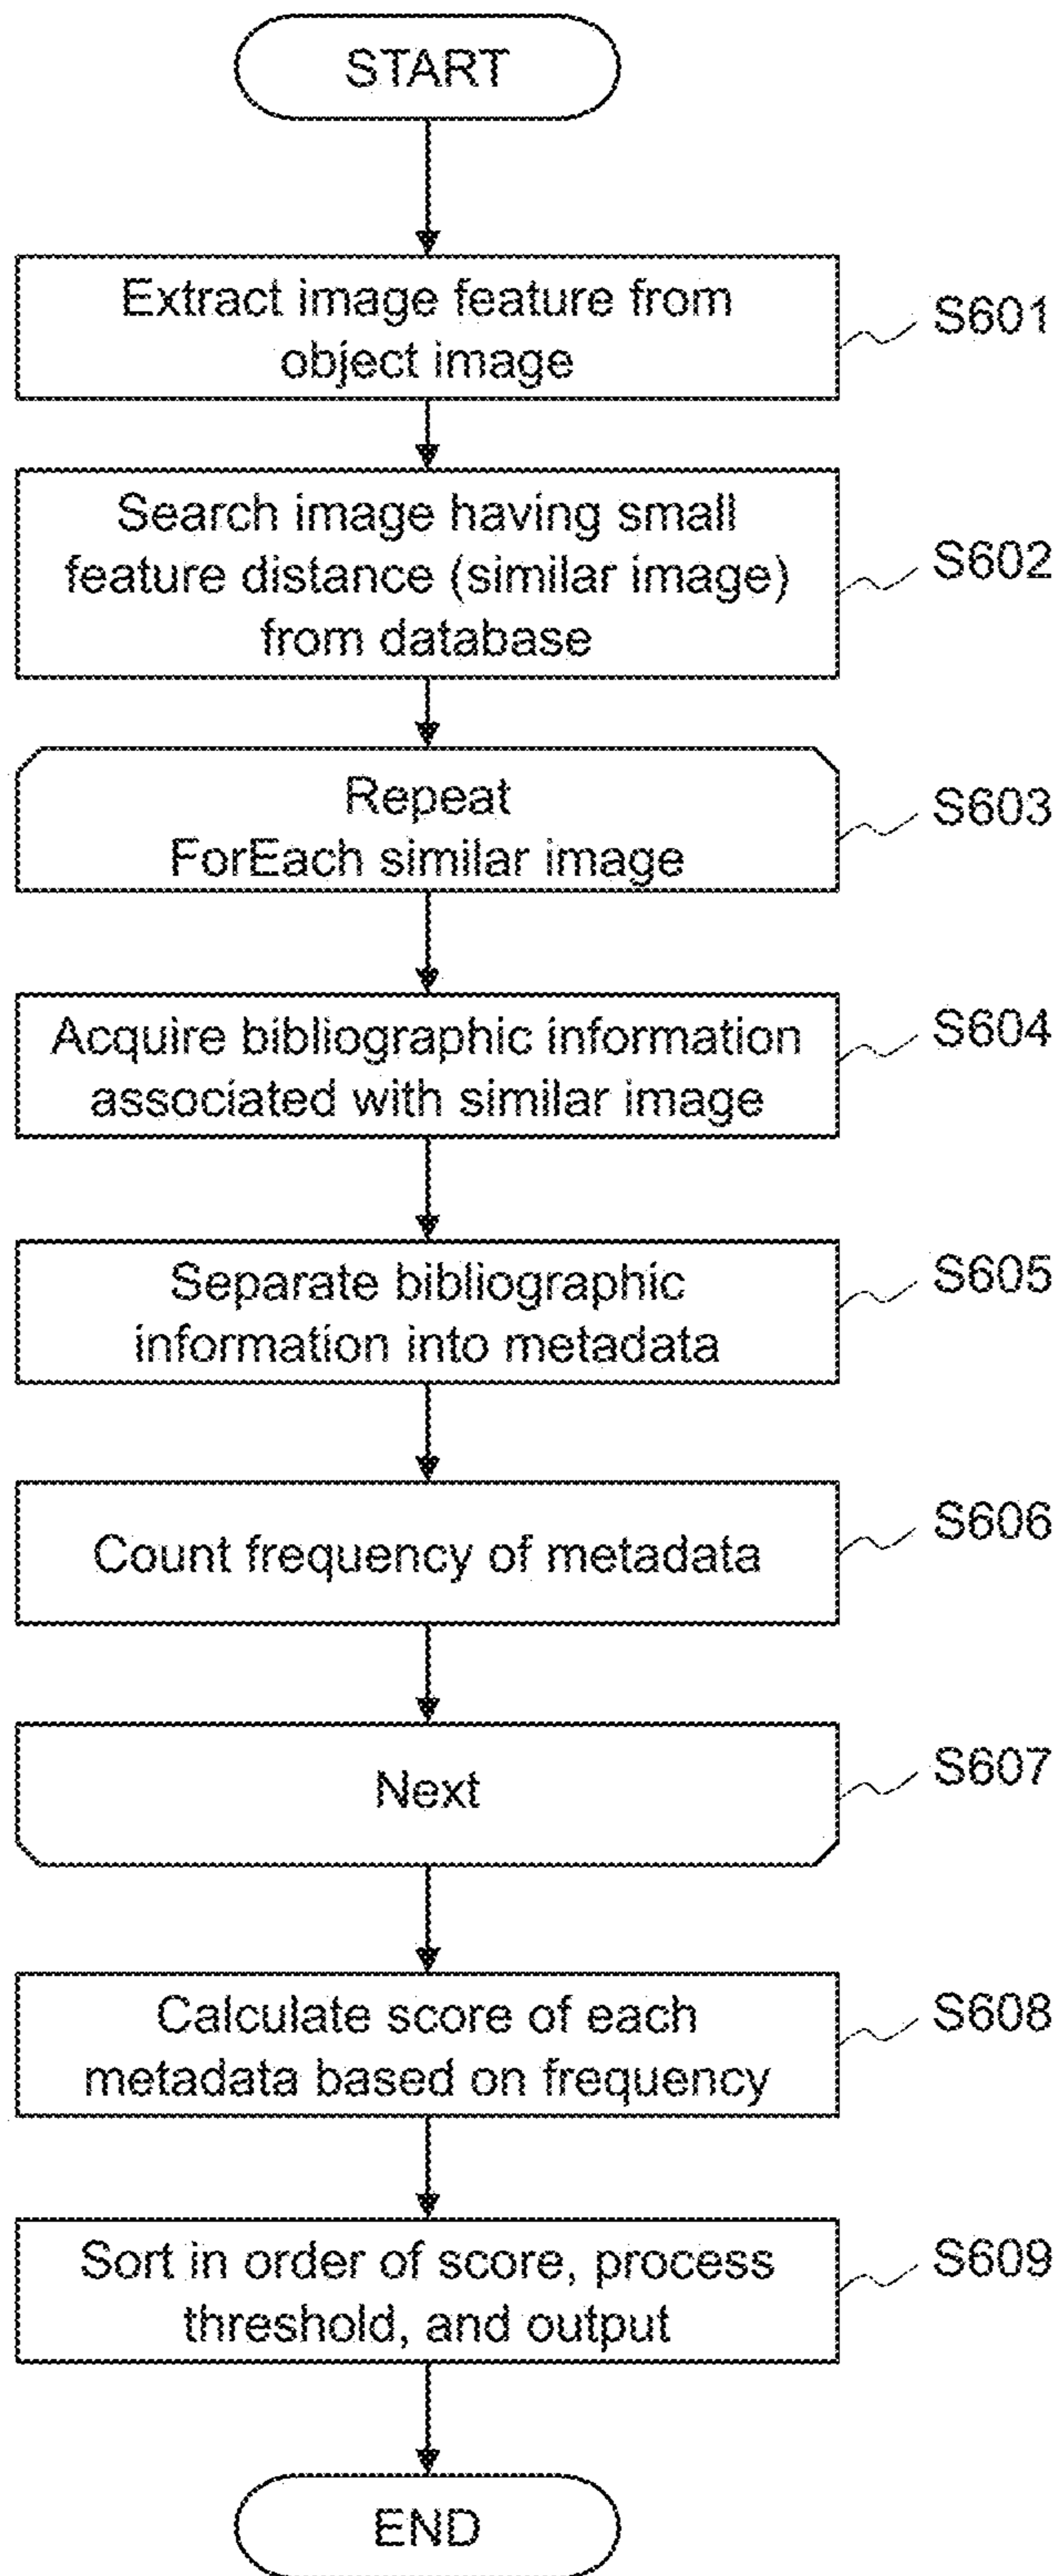 START
Extract image feature from
object image
S601
Search image having small
feature distance (similar image)
from database
S602
Repeat
ForEach similar image
S603
Acquire bibliographic information
associated with similar image
S604
Separate bibliographic
information into metadata
S605
Count frequency of metadata
S606
Next
S607
Calculate score of each
metadata based on frequency
S608
Sort in order of score, process
threshold, and output
S609
END